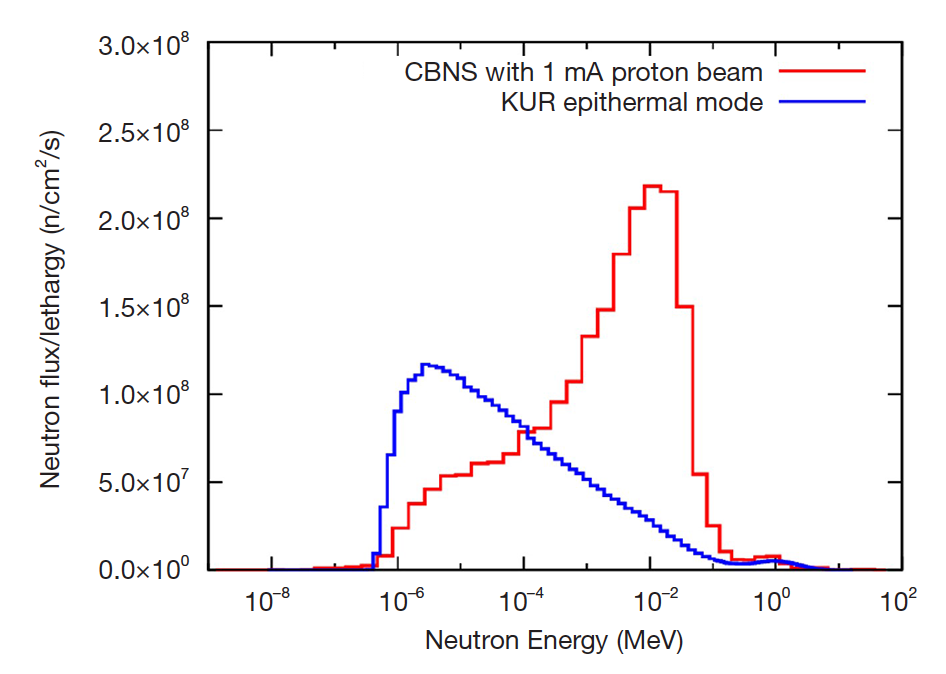 3.0×10⁸
2.5×10⁸
2.0×10⁸
1.5×10⁸
1.0×10⁸
5.0×10⁷
0.0×10⁰
Neutron flux/lethargy (n/cm²/s)
CBNS with 1 mA proton beam
KUR epithermal mode
10⁻⁸ 10⁻⁶ 10⁻⁴ 10⁻² 10⁰ 10²
Neutron Energy (MeV)